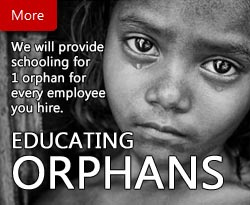 More
We will provide
schooling for
1 orphan for
every employee
you hire.
EDUCATING
ORPHANS